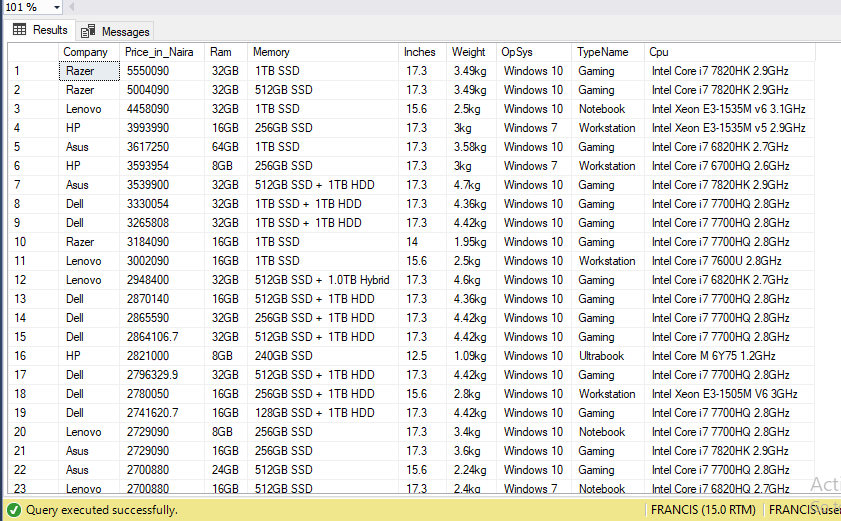 101 %
Results Messages
Company Price_in_Naira Ram Memory Inches Weight OpSys TypeName Cpu
1 Razer 5550090 32GB 1TB SSD 17.3 3.49kg Windows 10 Gaming Intel Core i7 7820HK 2.9GHz
2 Razer 5004090 32GB 512GB SSD 17.3 3.49kg Windows 10 Gaming Intel Core i7 7820HK 2.9GHz
3 Lenovo 4458090 32GB 1TB SSD 15.6 2.5kg Windows 10 Notebook Intel Xeon E3-1535M v6 3.1GHz
4 HP 3993990 16GB 256GB SSD 17.3 3kg Windows 7 Workstation Intel Xeon E3-1535M v5 2.9GHz
5 Asus 3617250 64GB 1TB SSD 17.3 3.58kg Windows 10 Gaming Intel Core i7 6820HK 2.7GHz
6 HP 3593954 8GB 256GB SSD 17.3 3kg Windows 7 Workstation Intel Core i7 6700HQ 2.6GHz
7 Asus 3539900 32GB 512GB SSD + 1TB HDD 17.3 4.7kg Windows 10 Gaming Intel Core i7 7820HK 2.9GHz
8 Dell 3330054 32GB 1TB SSD + 1TB HDD 17.3 4.36kg Windows 10 Gaming Intel Core i7 7700HQ 2.8GHz
9 Dell 3265808 32GB 1TB SSD + 1TB HDD 17.3 4.42kg Windows 10 Gaming Intel Core i7 7700HQ 2.8GHz
10 Razer 3184090 16GB 1TB SSD 14 1.95kg Windows 10 Gaming Intel Core i7 7700HQ 2.8GHz
11 Lenovo 3002090 16GB 1TB SSD 15.6 2.5kg Windows 10 Workstation Intel Core i7 7600U 2.8GHz
12 Lenovo 2948400 32GB 512GB SSD + 1.0TB Hybrid 17.3 4.6kg Windows 10 Gaming Intel Core i7 6820HK 2.7GHz
13 Dell 2870140 16GB 512GB SSD + 1TB HDD 17.3 4.36kg Windows 10 Gaming Intel Core i7 7700HQ 2.8GHz
14 Dell 2865590 32GB 512GB SSD + 1TB HDD 17.3 4.42kg Windows 10 Gaming Intel Core i7 7700HQ 2.8GHz
15 Dell 2864106.7 32GB 512GB SSD + 1TB HDD 17.3 4.42kg Windows 10 Gaming Intel Core i7 7700HQ 2.8GHz
16 HP 2821000 8GB 240GB SSD 12.5 1.09kg Windows 10 Ultrabook Intel Core M 6Y75 1.2GHz
17 Dell 2796329.9 32GB 512GB SSD + 1TB HDD 17.3 4.42kg Windows 10 Gaming Intel Core i7 7700HQ 2.8GHz
18 Dell 2780050 16GB 256GB SSD + 1TB HDD 15.6 2.8kg Windows 10 Workstation Intel Xeon E3-1505M V6 3GHz
19 Dell 2741620.7 16GB 128GB SSD + 1TB HDD 17.3 4.42kg Windows 10 Gaming Intel Core i7 7700HQ 2.8GHz
20 Lenovo 2729090 8GB 256GB SSD 17.3 3.4kg Windows 10 Notebook Intel Core i7 7700HQ 2.8GHz
21 Asus 2729090 16GB 256GB SSD 17.3 3.6kg Windows 10 Gaming Intel Core i7 7820HK 2.9GHz
22 Asus 2700880 24GB 512GB SSD 15.6 2.24kg Windows 10 Gaming Intel Core i7 7700HQ 2.8GHz
23 Lenovo 2700880 16GB 512GB SSD 17.3 2.4kg Windows 7 Notebook Intel Core i7 6820HQ 2.7GHz
Query executed successfully. FRANCIS (15.0 RTM) FRANCIS\user